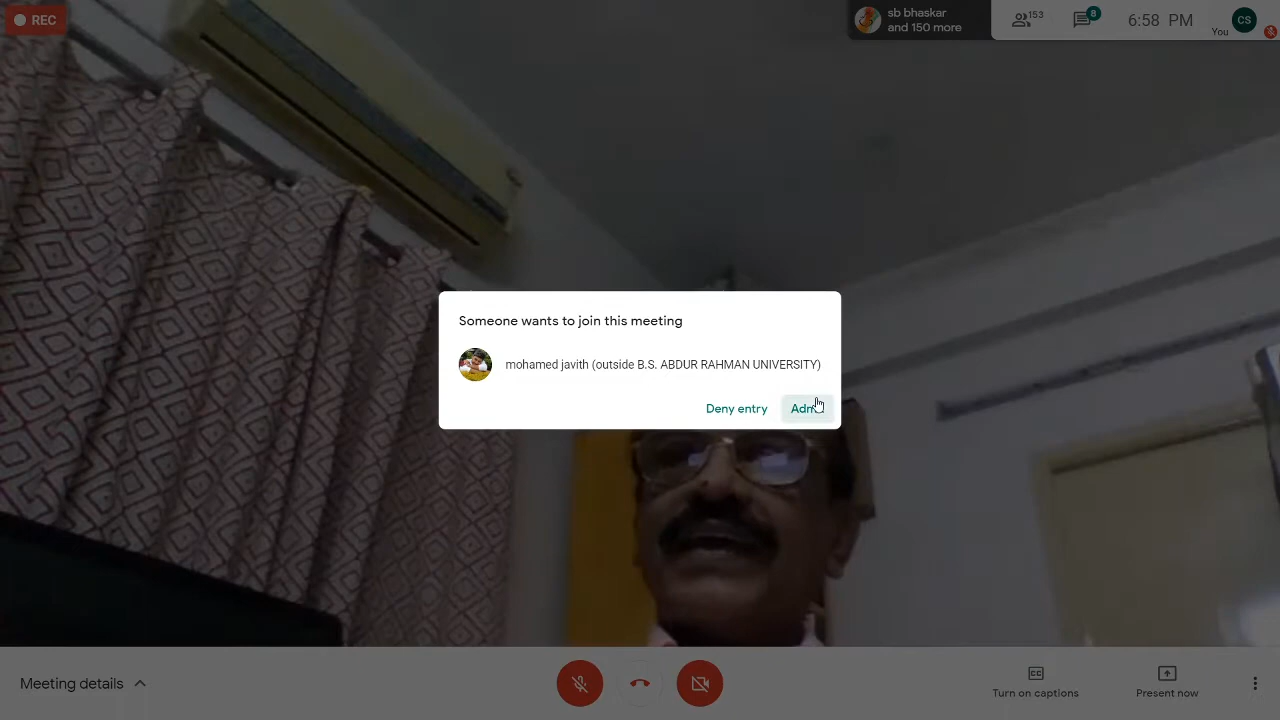 REC
sb bhaskar
and 150 more
153
8
6:58 PM
You
CS
Someone wants to join this meeting
mohamed javith (outside B.S. ABDUR RAHMAN UNIVERSITY)
Deny entry
Meeting details
CC
Turn on captions
Present now